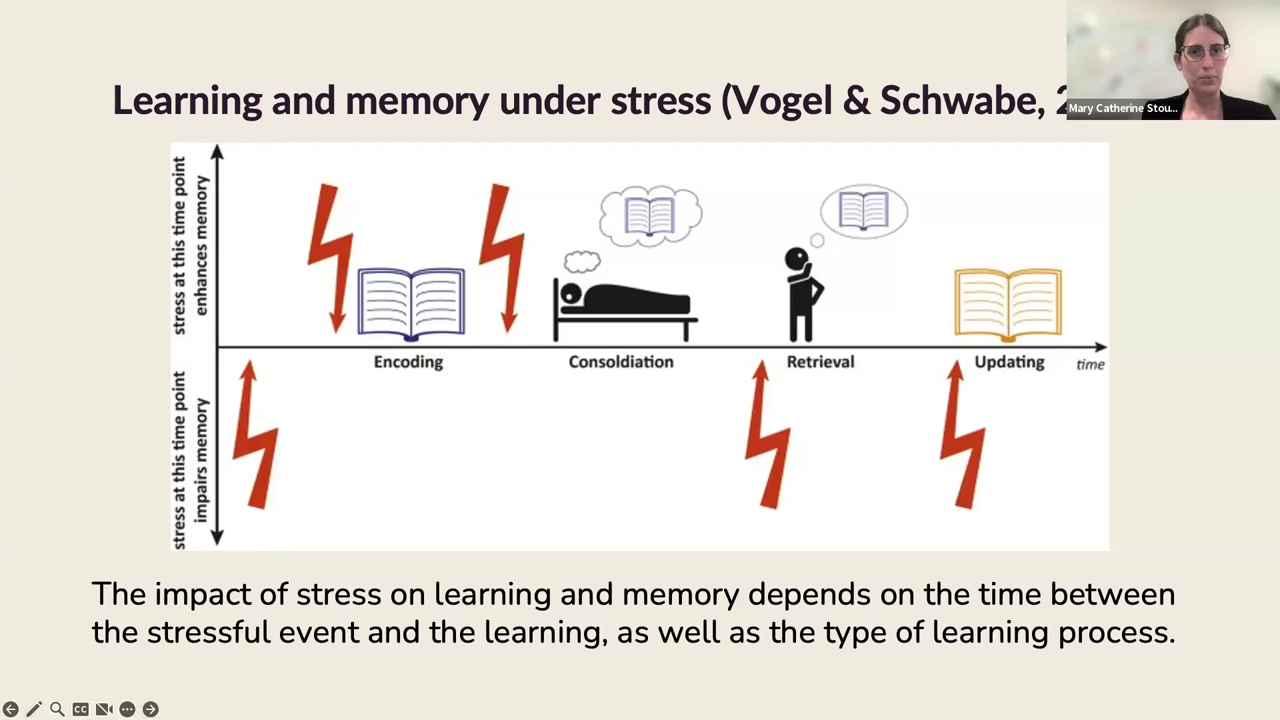 Learning and memory under stress (Vogel & Schwabe,
Mary Catherine Stou...
stress at this time point
enhances memory
Encoding
Consoldiation
Retrieval
Updating
time
stress at this time point
impairs memory
The impact of stress on learning and memory depends on the time between
the stressful event and the learning, as well as the type of learning process.
CC